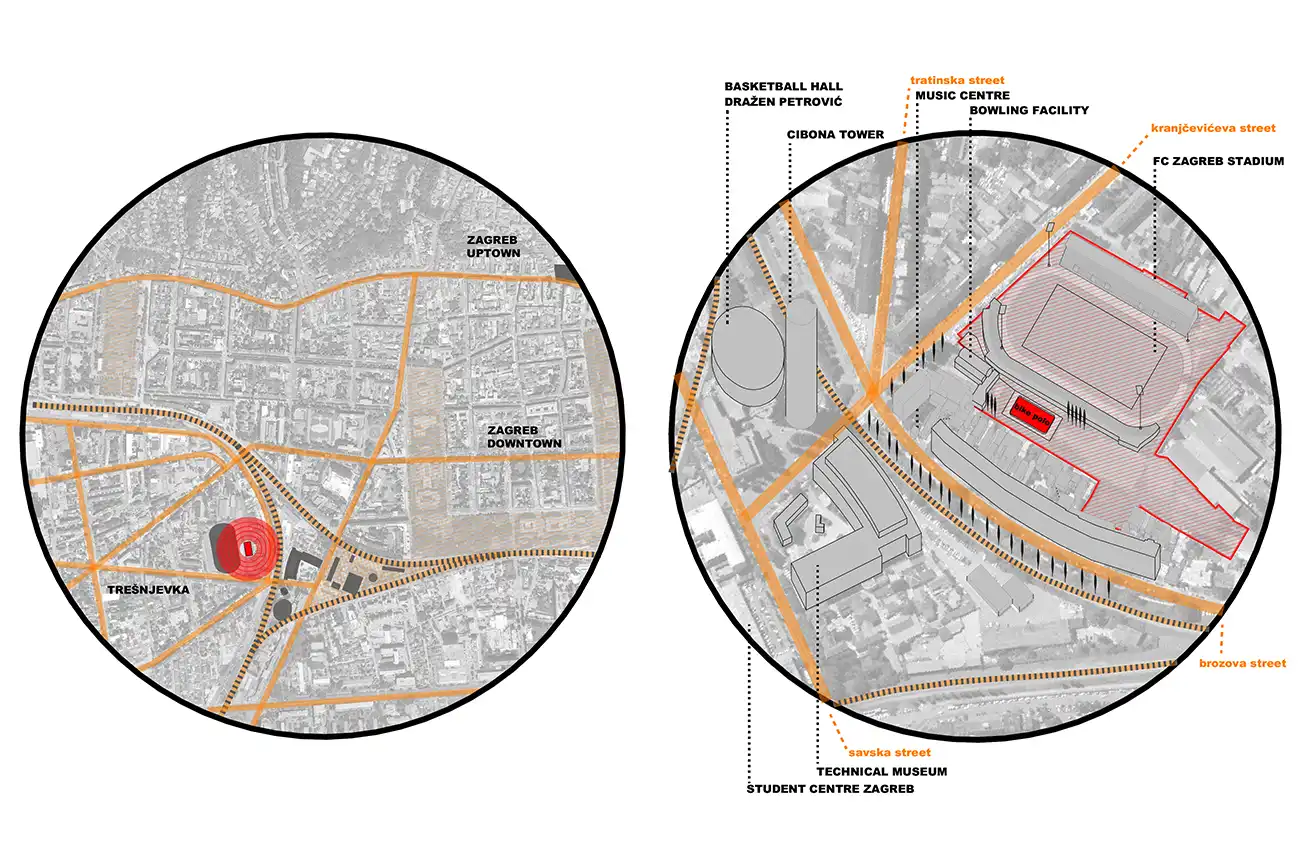 ZAGREB
UPTOWN
ZAGREB
DOWNTOWN
TREŠNJEVKA
BASKETBALL HALL
DRAŽEN PETROVIĆ
CIBONA TOWER
tratinska street
MUSIC CENTRE
BOWLING FACILITY
kranjčevićeva street
FC ZAGREB STADIUM
bike polo
brozova street
savska street
TECHNICAL MUSEUM
STUDENT CENTRE ZAGREB